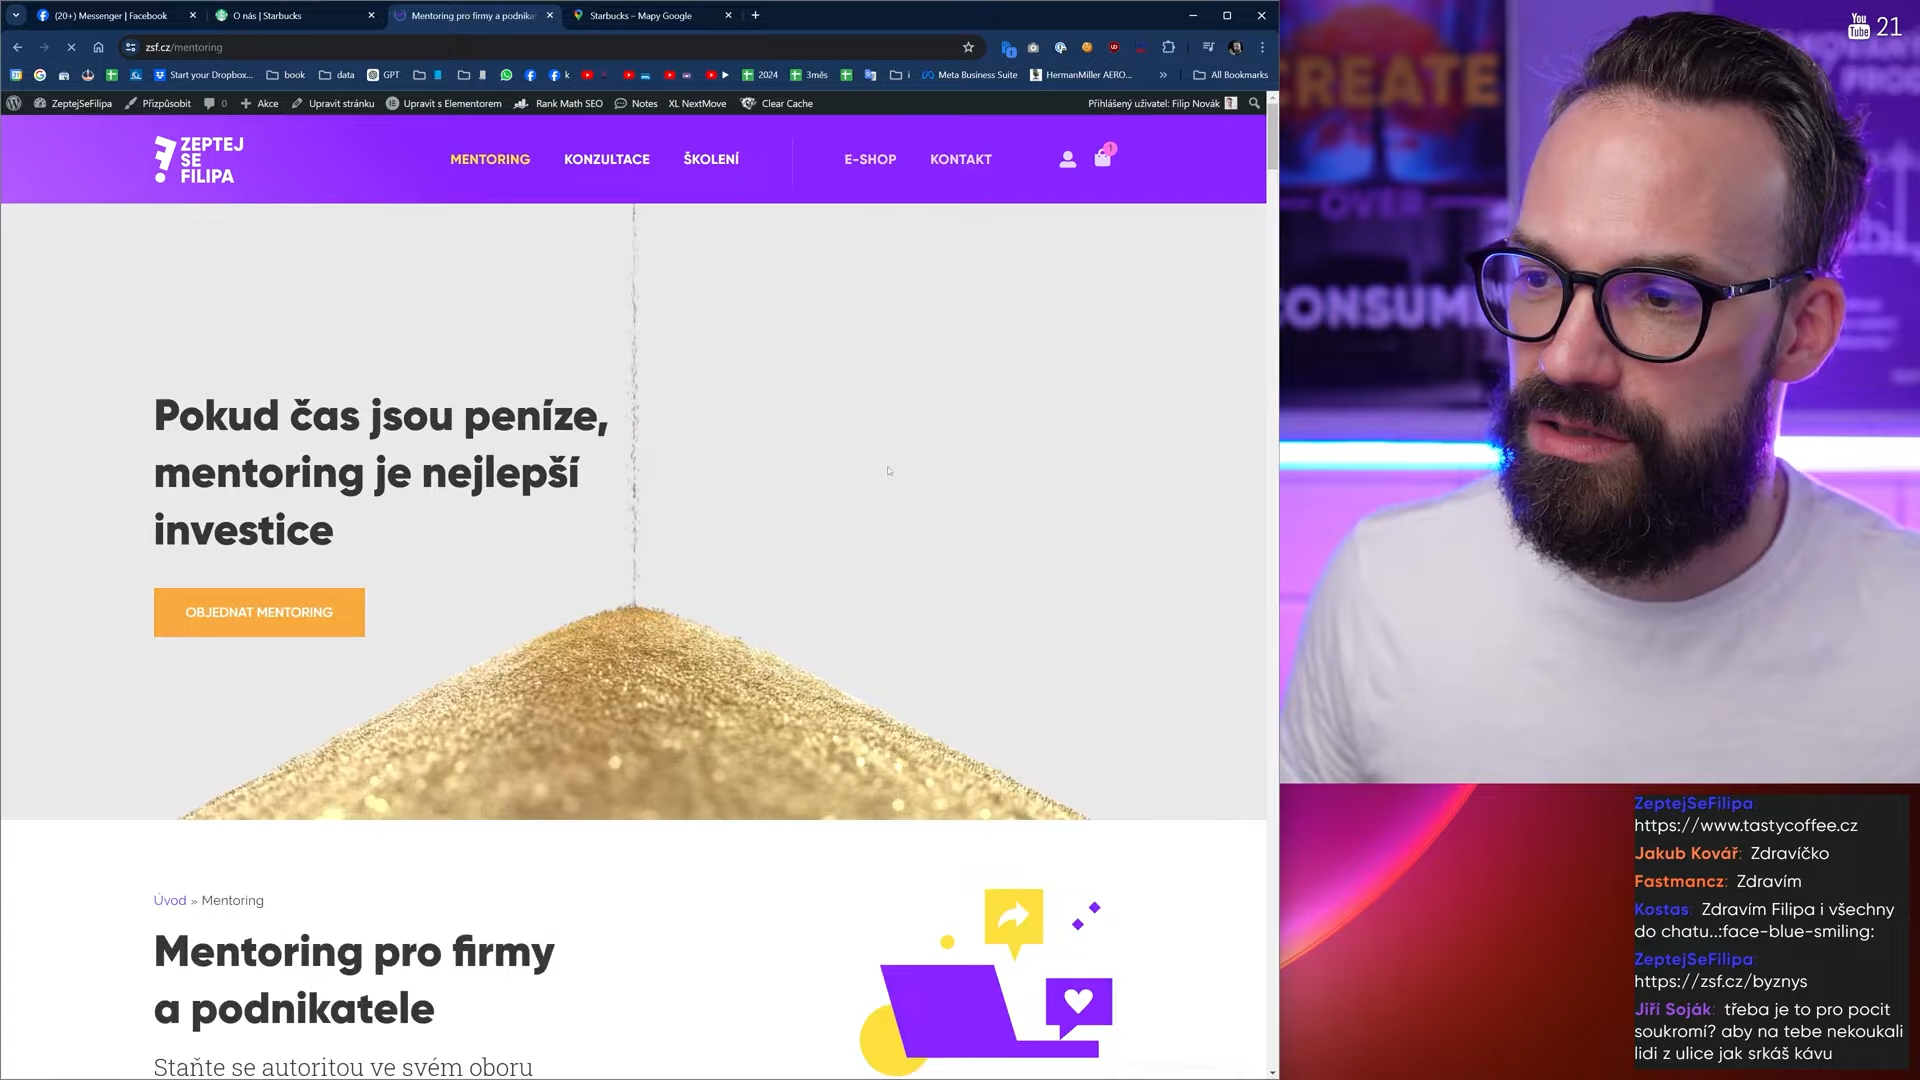 (20+) Messenger | Facebook
O nás | Starbucks
Mentoring pro firmy a podnika
Starbucks – Mapy Google
zsf.cz/mentoring
Start your Dropbox...
book
data
GPT
k
2024
3měs
i
Meta Business Suite
HermanMiller AERO...
»
All Bookmarks
ZeptejSeFilipa
Přizpůsobit
0
Akce
Upravit stránku
Upravit s Elementorem
Rank Math SEO
Notes
XL NextMove
Clear Cache
Přihlášený uživatel: Filip Novák
ZEPTEJ
SE
FILIPA
MENTORING
KONZULTACE
ŠKOLENÍ
E-SHOP
KONTAKT
1
Pokud čas jsou peníze,
mentoring je nejlepší
investice
OBJEDNAT MENTORING
Úvod » Mentoring
Mentoring pro firmy
a podnikatele
Staňte se autoritou ve svém oboru
You
Tube
21
CREATE
OVER
CONSUM
ZeptejSeFilipa:
https://www.tastycoffee.cz
Jakub Kovář: Zdravíčko
Fastmancz: Zdravím
Kostas: Zdravím Filipa i všechny
do chatu..:face-blue-smiling:
ZeptejSeFilipa:
https://zsf.cz/byznys
Jiří Soják: třeba je to pro pocit
soukromí? aby na tebe nekoukali
lidi z ulice jak srkáš kávu